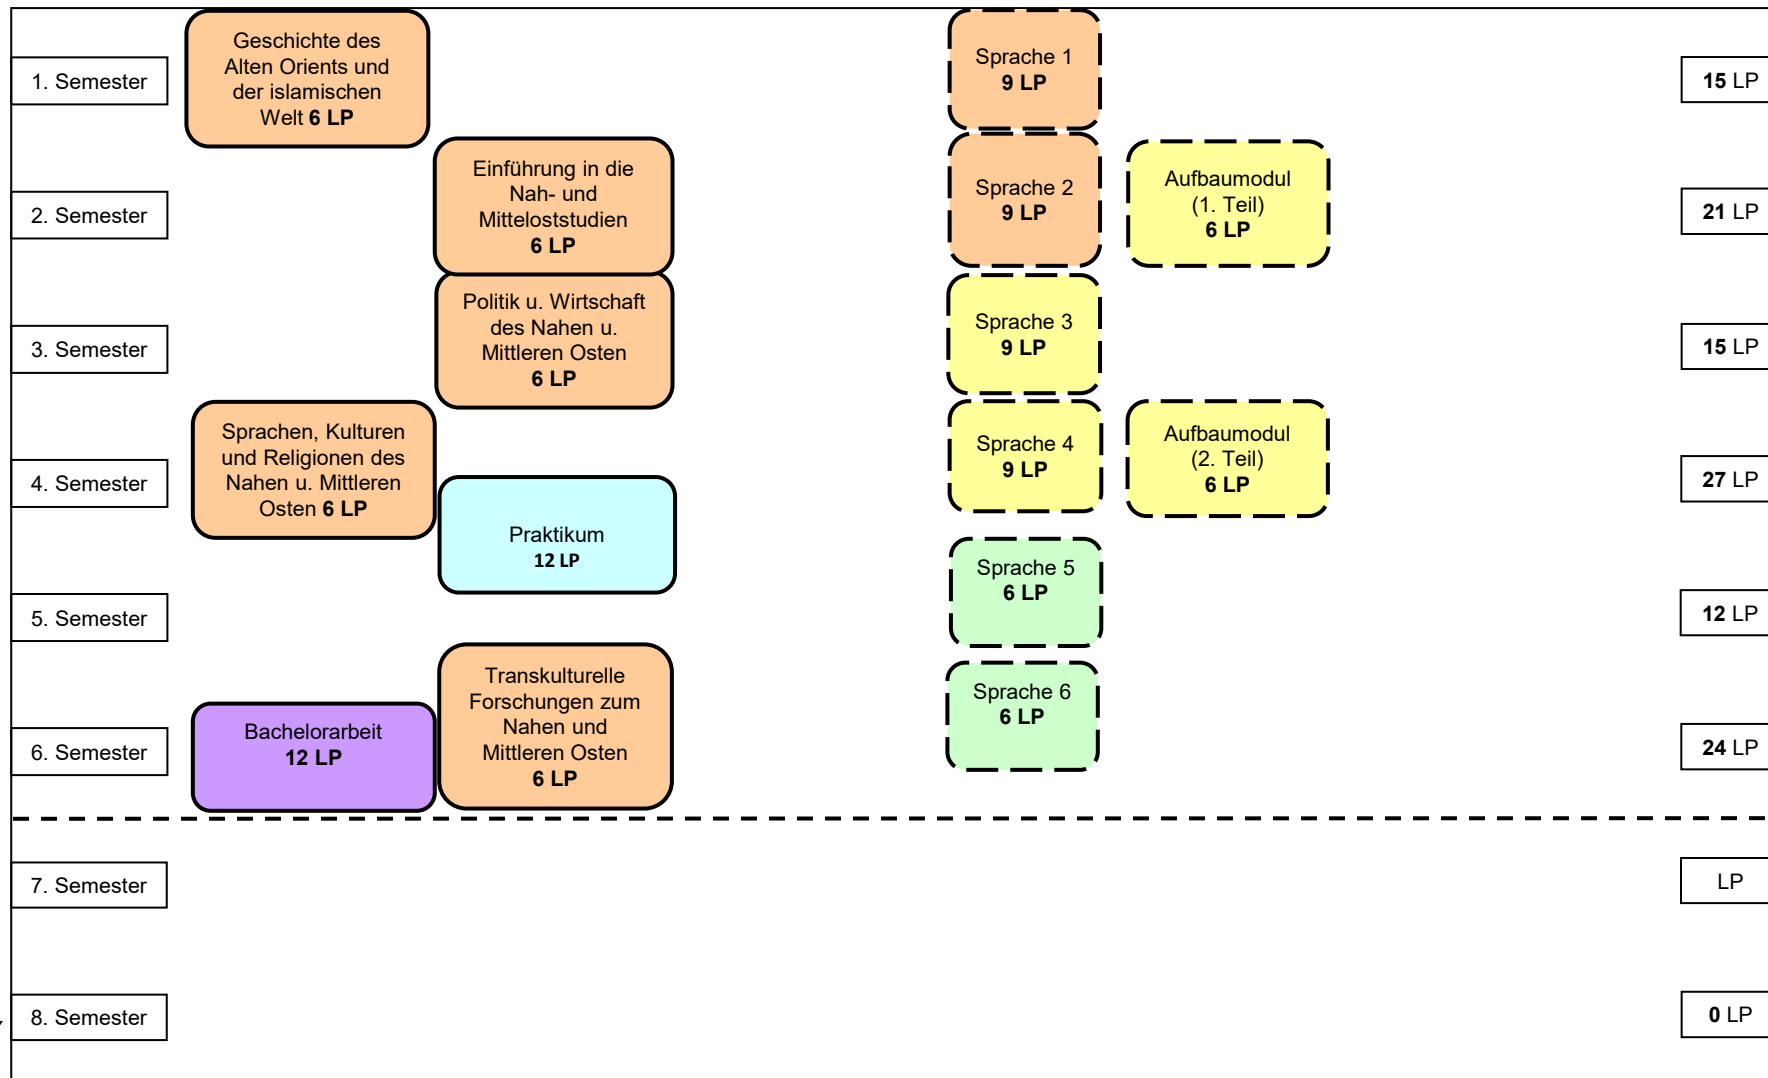 1. Semester
Geschichte des
Alten Orients und
der islamischen
Welt 6 LP
Sprache 1
9 LP
15 LP
2. Semester
Einführung in die
Nah- und
Mitteloststudien
6 LP
Sprache 2
9 LP
Aufbaumodul
(1. Teil)
6 LP
21 LP
3. Semester
Politik u. Wirtschaft
des Nahen u.
Mittleren Osten
6 LP
Sprache 3
9 LP
15 LP
4. Semester
Sprachen, Kulturen
und Religionen des
Nahen u. Mittleren
Osten 6 LP
Praktikum
12 LP
Sprache 4
9 LP
Aufbaumodul
(2. Teil)
6 LP
27 LP
5. Semester
Sprache 5
6 LP
12 LP
6. Semester
Bachelorarbeit
12 LP
Transkulturelle
Forschungen zum
Nahen und
Mittleren Osten
6 LP
Sprache 6
6 LP
24 LP
7. Semester
LP
8. Semester
0 LP